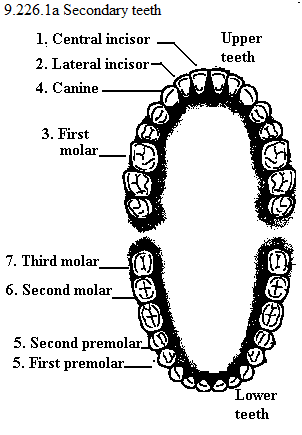 9.226.1a Secondary teeth
1. Central incisor
Upper
teeth
2. Lateral incisor
4. Canine
3. First
molar
7. Third molar
6. Second molar
5. Second premolar
5. First premolar
Lower
teeth